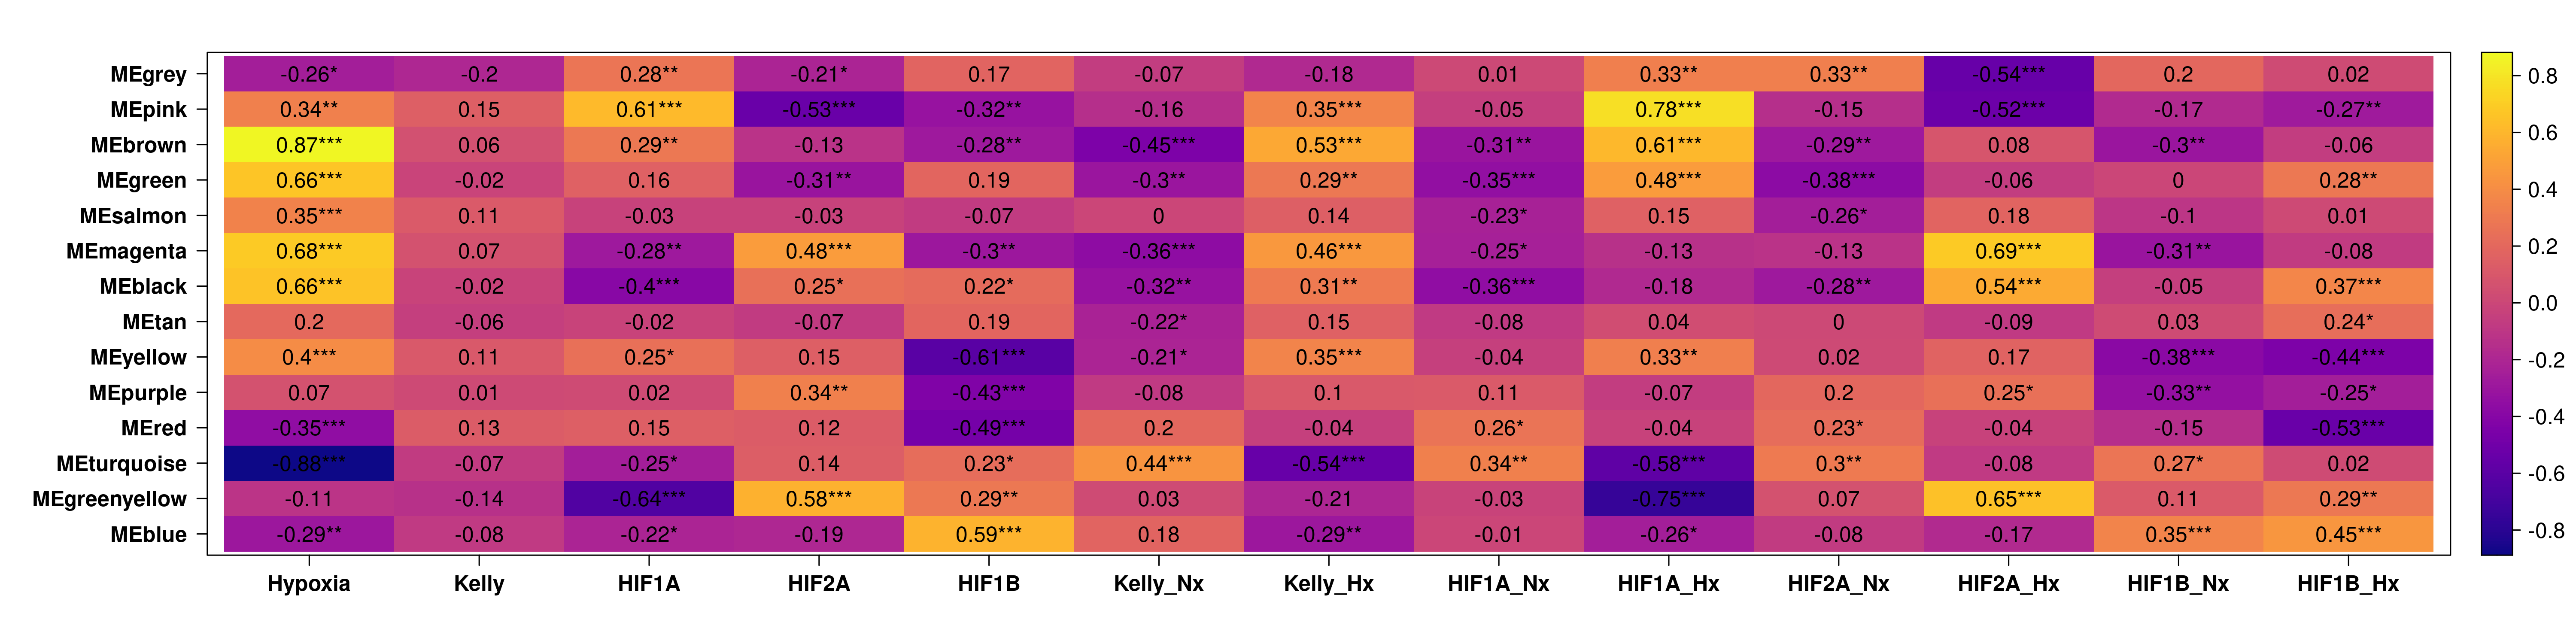 MEgrey -0.26* -0.2 0.28** -0.21* 0.17 -0.07 -0.18 0.01 0.33** 0.33** -0.54*** 0.2 0.02
MEpink 0.34** 0.15 0.61*** -0.53*** -0.32** -0.16 0.35*** -0.05 0.78*** -0.15 -0.52*** -0.17 -0.27**
MEbrown 0.87*** 0.06 0.29** -0.13 -0.28** -0.45*** 0.53*** -0.31** 0.61*** -0.29** 0.08 -0.3** -0.06
MEgreen 0.66*** -0.02 0.16 -0.31** 0.19 -0.3** 0.29** -0.35*** 0.48*** -0.38*** -0.06 0 0.28**
MEsalmon 0.35*** 0.11 -0.03 -0.03 -0.07 0 0.14 -0.23* 0.15 -0.26* 0.18 -0.1 0.01
MEmagenta 0.68*** 0.07 -0.28** 0.48*** -0.3** -0.36*** 0.46*** -0.25* -0.13 -0.13 0.69*** -0.31** -0.08
MEblack 0.66*** -0.02 -0.4*** 0.25* 0.22* -0.32** 0.31** -0.36*** -0.18 -0.28** 0.54*** -0.05 0.37***
MEtan 0.2 -0.06 -0.02 -0.07 0.19 -0.22* 0.15 -0.08 0.04 0 -0.09 0.03 0.24*
MEyellow 0.4*** 0.11 0.25* 0.15 -0.61*** -0.21* 0.35*** -0.04 0.33** 0.02 0.17 -0.38*** -0.44***
MEpurple 0.07 0.01 0.02 0.34** -0.43*** -0.08 0.1 0.11 -0.07 0.2 0.25* -0.33** -0.25*
MEred -0.35*** 0.13 0.15 0.12 -0.49*** 0.2 -0.04 0.26* -0.04 0.23* -0.04 -0.15 -0.53***
MEturquoise -0.88*** -0.07 -0.25* 0.14 0.23* 0.44*** -0.54*** 0.34** -0.58*** 0.3** -0.08 0.27* 0.02
MEgreenyellow -0.11 -0.14 -0.64*** 0.58*** 0.29** 0.03 -0.21 -0.03 -0.75*** 0.07 0.65*** 0.11 0.29**
MEblue -0.29** -0.08 -0.22* -0.19 0.59*** 0.18 -0.29** -0.01 -0.26* -0.08 -0.17 0.35*** 0.45***
Hypoxia Kelly HIF1A HIF2A HIF1B Kelly_Nx Kelly_Hx HIF1A_Nx HIF1A_Hx HIF2A_Nx HIF2A_Hx HIF1B_Nx HIF1B_Hx
0.8
0.6
0.4
0.2
0.0
-0.2
-0.4
-0.6
-0.8